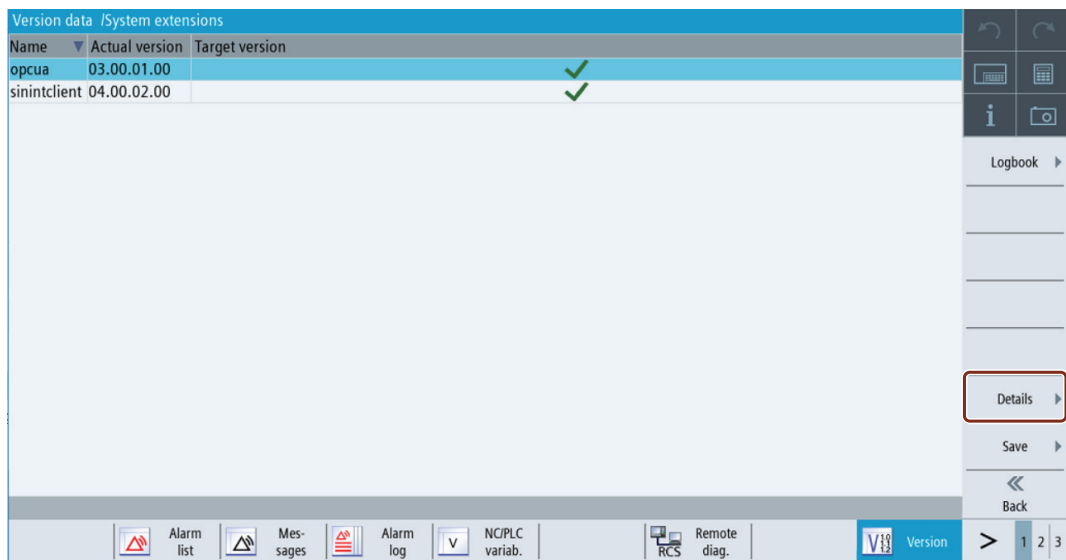 Version data /System extensions
Name Actual version Target version
opcua 03.00.01.00
sinintclient 04.00.02.00
i
Logbook
Details
Save
Back
Alarm
list
Mes-
sages
Alarm
log
V
NC/PLC
variab.
RCS
Remote
diag.
Version
> 1 2 3